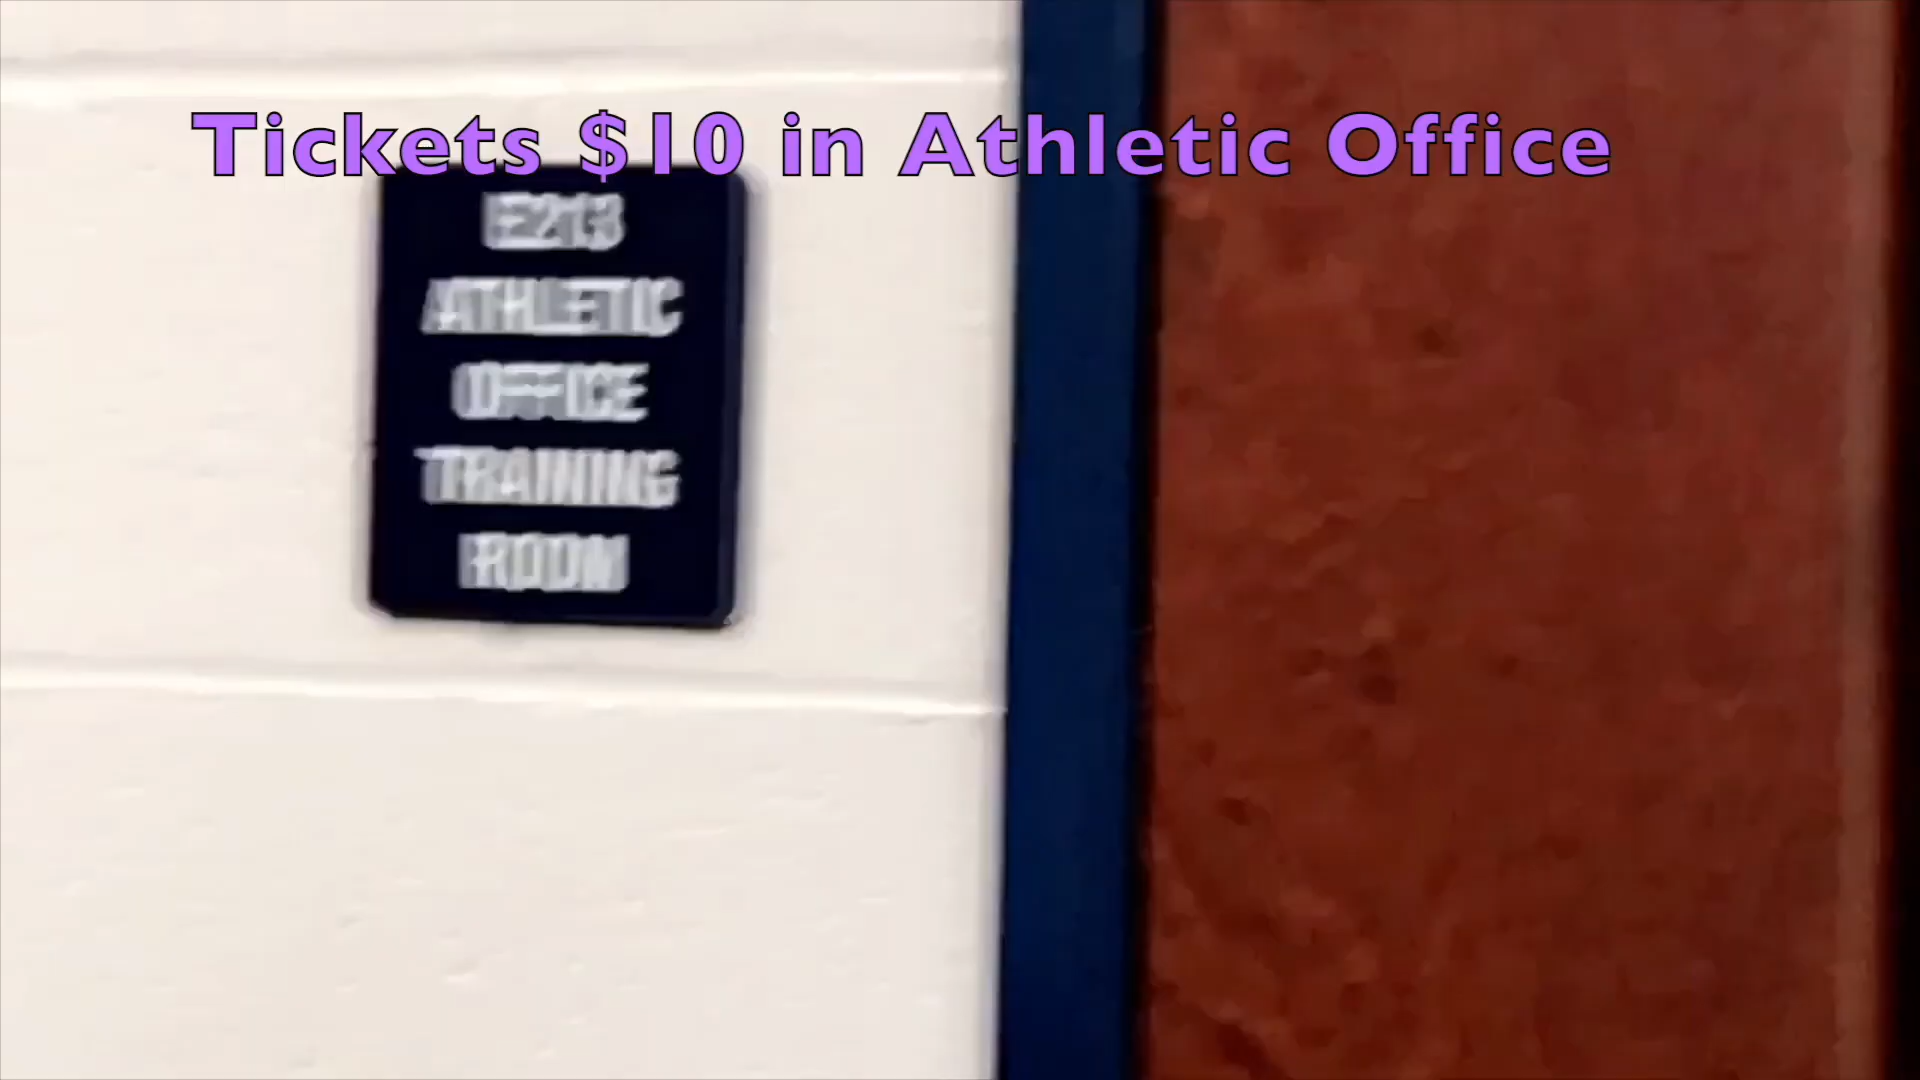 Tickets $10 in Athletic Office
E213
ATHLETIC
OFFICE
TRAINING
ROOM